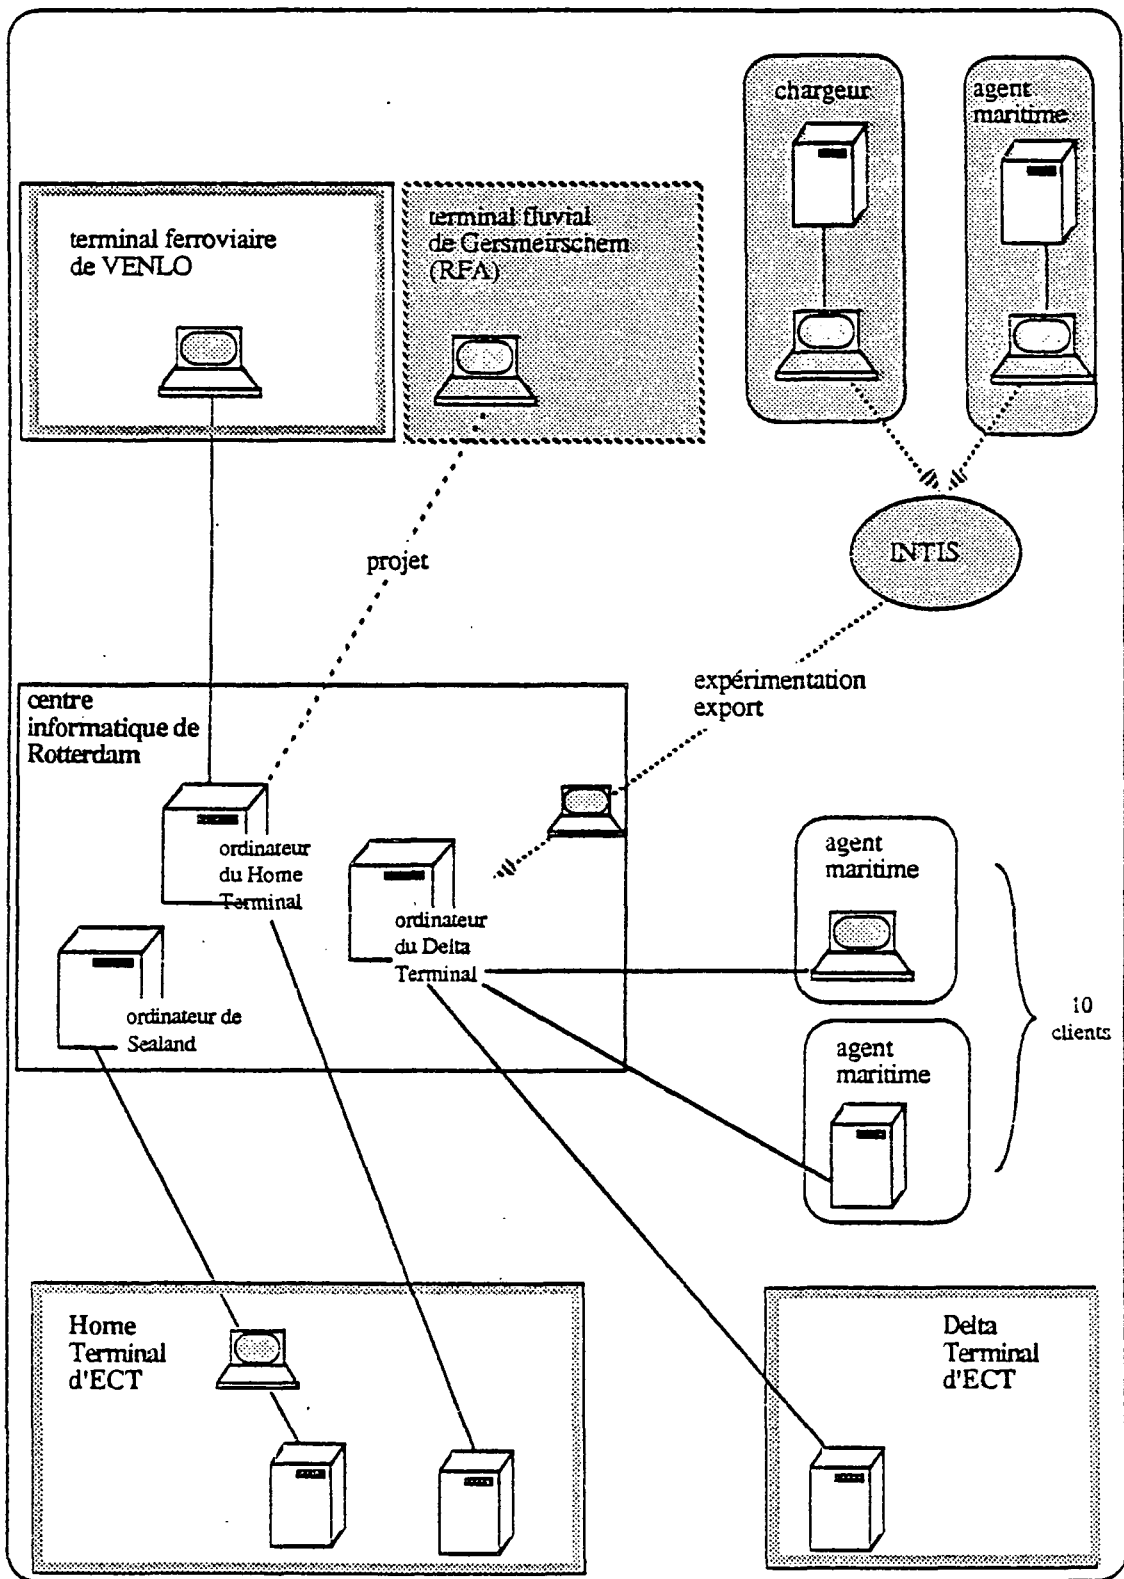 chargeur
agent
maritime
terminal ferroviaire
de VENLO
terminal fluvial
de Gersmeirschem
(RFA)
INTIS
projet
expérimentation
export
centre
informatique de
Rotterdam
ordinateur
du Home
Terminal
ordinateur
du Delta
Terminal
ordinateur de
Sealand
agent
maritime
10
clients
agent
maritime
Home
Terminal
d'ECT
Delta
Terminal
d'ECT